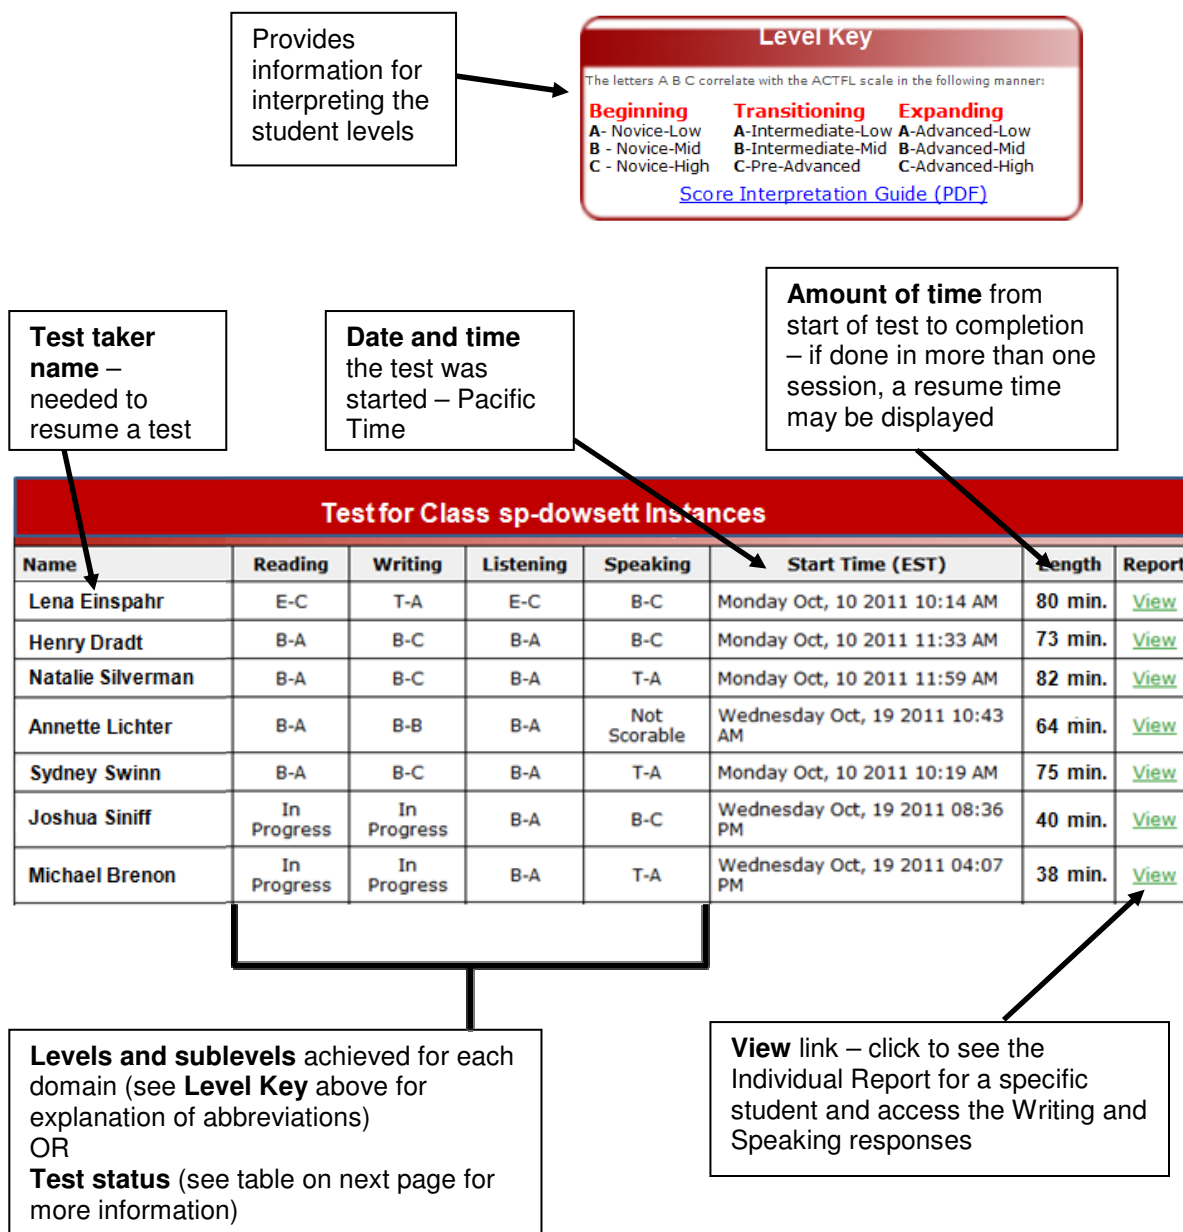 Provides
information for
interpreting the
student levels
Level Key
The letters A B C correlate with the ACTFL scale in the following manner:
Beginning Transitioning Expanding
A- Novice-Low A-Intermediate-Low A-Advanced-Low
B - Novice-Mid B-Intermediate-Mid B-Advanced-Mid
C - Novice-High C-Pre-Advanced C-Advanced-High
Score Interpretation Guide (PDF)
Test taker
name –
needed to
resume a test
Date and time
the test was
started – Pacific
Time
Amount of time from
start of test to completion
– if done in more than one
session, a resume time
may be displayed
Test for Class sp-dowsett Instances
Name Reading Writing Listening Speaking Start Time (EST) Length Report
Lena Einspahr E-C T-A E-C B-C Monday Oct, 10 2011 10:14 AM 80 min. View
Henry Dradt B-A B-C B-A B-C Monday Oct, 10 2011 11:33 AM 73 min. View
Natalie Silverman B-A B-C B-A T-A Monday Oct, 10 2011 11:59 AM 82 min. View
Annette Lichter B-A B-B B-A Not Scorable Wednesday Oct, 19 2011 10:43 AM 64 min. View
Sydney Swinn B-A B-C B-A T-A Monday Oct, 10 2011 10:19 AM 75 min. View
Joshua Siniff In Progress In Progress B-A B-C Wednesday Oct, 19 2011 08:36 PM 40 min. View
Michael Brenon In Progress In Progress B-A T-A Wednesday Oct, 19 2011 04:07 PM 38 min. View
Levels and sublevels achieved for each
domain (see Level Key above for
explanation of abbreviations)
OR
Test status (see table on next page for
more information)
View link – click to see the
Individual Report for a specific
student and access the Writing and
Speaking responses